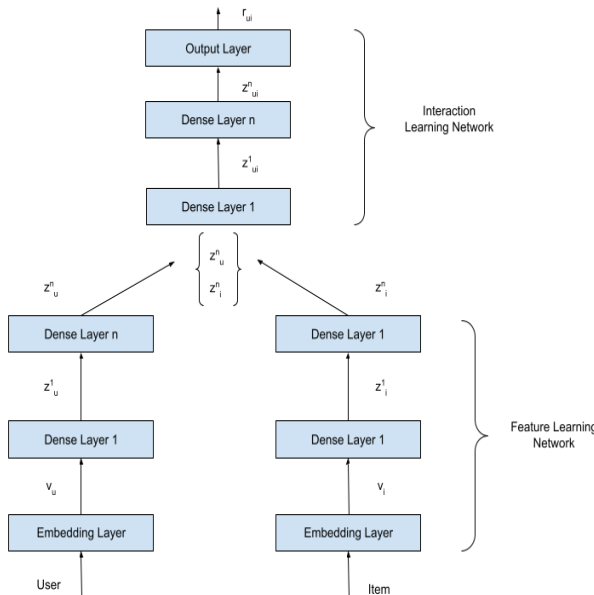 r_ui
Output Layer
z^n_ui
Dense Layer n
z^1_ui
Dense Layer 1
Interaction
Learning Network
z^n_u
z^n_i
z^n_u
z^n_i
Dense Layer n
Dense Layer 1
z^1_u
z^1_i
Dense Layer 1
Dense Layer 1
Feature Learning
Network
v_u
v_i
Embedding Layer
Embedding Layer
User
Item